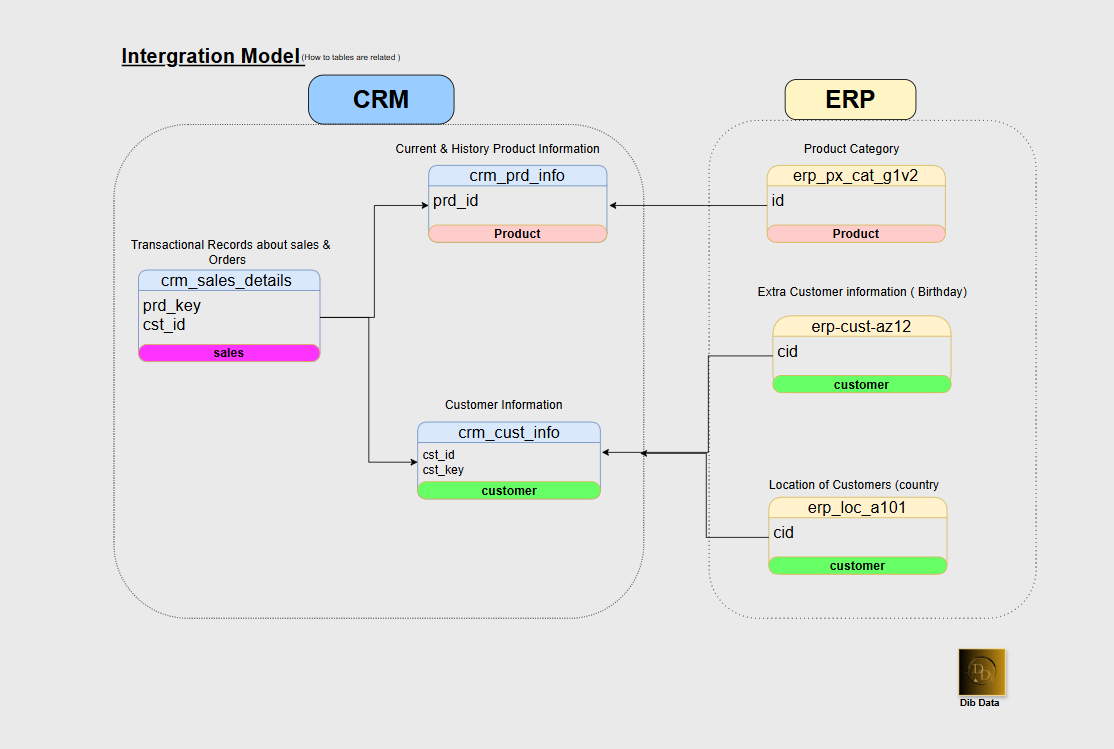 Intergration Model (How to tables are related )
CRM
ERP
Current & History Product Information
crm_prd_info
prd_id
Product
Product Category
erp_px_cat_g1v2
id
Product
Transactional Records about sales &
Orders
crm_sales_details
prd_key
cst_id
sales
Extra Customer information ( Birthday)
erp-cust-az12
cid
customer
Customer Information
crm_cust_info
cst_id
cst_key
customer
Location of Customers (country
erp_loc_a101
cid
customer
DD
Dib Data